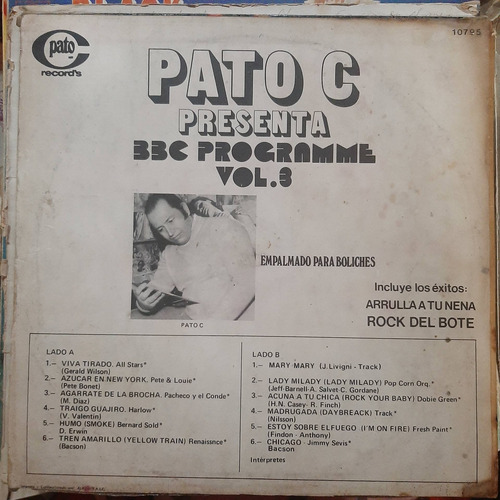 pato
record's
10725
PATO C
PRESENTA
BBC PROGRAMME
VOL.3
PATO C
EMPALMADO PARA BOLICHES
Incluye los éxitos:
ARRULLA A TU NENA
ROCK DEL BOTE
LADO A
1.— VIVA TIRADO. All Stars*
(Gerald Wilson)
2.— AZUCAR EN NEW YORK. Pete & Louie*
(Pete Bonet)
3.— AGARRATE DE LA BROCHA. Pacheco y el Conde*
(M. Diaz)
4.— TRAIGO GUAJIRO. Harlow*
(V. Valentin)
5.— HUMO (SMOKE) Bernard Sold*
D. Erwin
6.— TREN AMARILLO (YELLOW TRAIN) Renaissnce*
(Bacson)
LADO B
1.— MARY MARY (J. Livigni - Track)
2.— LADY MILADY (LADY MILADY) Pop Corn Orq.*
(Jeff-Barnell-A. Salvet-C. Gordane)
3.— ACUNA A TU CHICA (ROCK YOUR BABY) Dobie Green*
(H.N. Casey- R. Finch)
4.— MADRUGADA (DAYBREACK) Track*
(Nilsson)
5.— ESTOY SOBRE ELFUEGO (I'M ON FIRE) Fresh Paint*
(Findon - Anthony)
6.— CHICAGO - Jimmy Sevis*
Bacson
Intérpretes